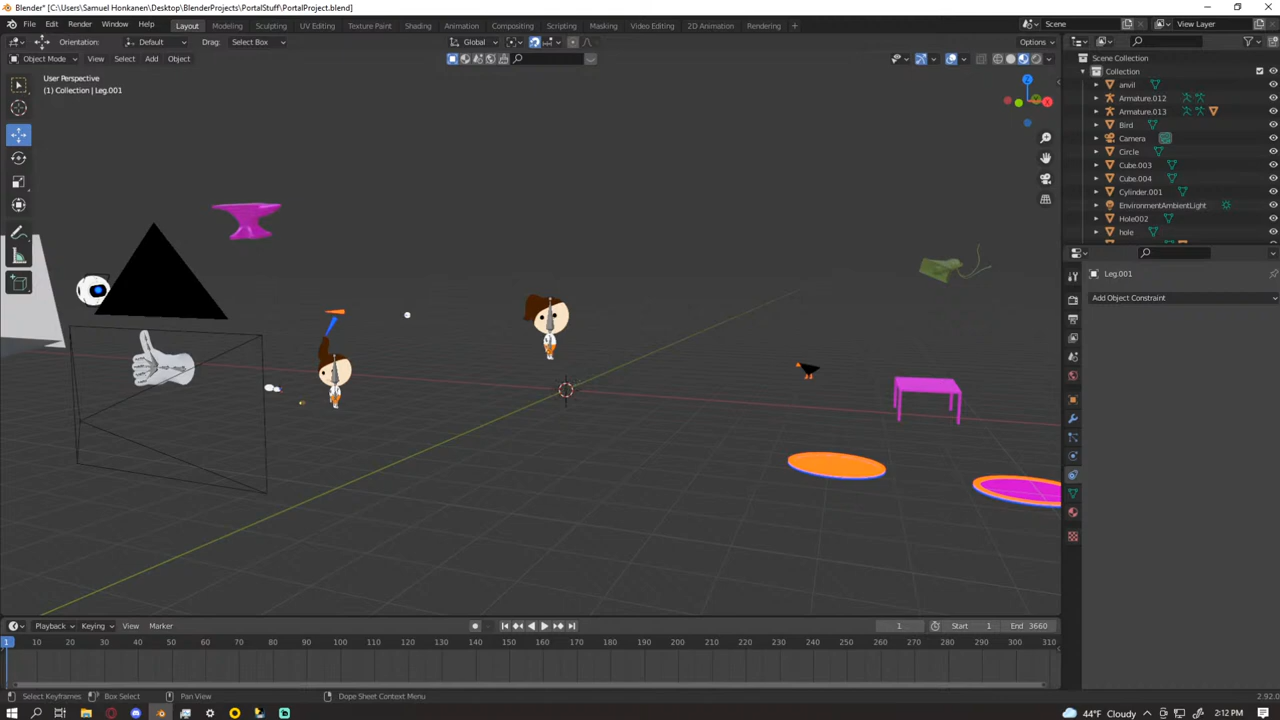 Blender* [C:\Users\Samuel Honkanen\Desktop\BlenderProjects\PortalStuff\PortalProject.blend]
File Edit Render Window Help Layout Modeling Sculpting UV Editing Texture Paint Shading Animation Compositing Scripting Masking Video Editing 2D Animation Rendering + Scene View Layer
Orientation: Default Drag: Select Box Global Options
Object Mode View Select Add Object
User Perspective
(1) Collection | Leg.001
Z
X
Scene Collection
Collection
anvil
Armature.012
Armature.013
Bird
Camera
Circle
Cube.003
Cube.004
Cylinder.001
EnvironmentAmbientLight
Hole002
hole
Leg.001
Add Object Constraint
Playback Keying View Marker 1 Start 1 End 3660
1 10 20 30 40 50 60 70 80 90 100 110 120 130 140 150 160 170 180 190 200 210 220 230 240 250 260 270 280 290 300 310
Select Keyframes Box Select Pan View Dope Sheet Context Menu 2.92.0
44°F Cloudy 2:12 PM